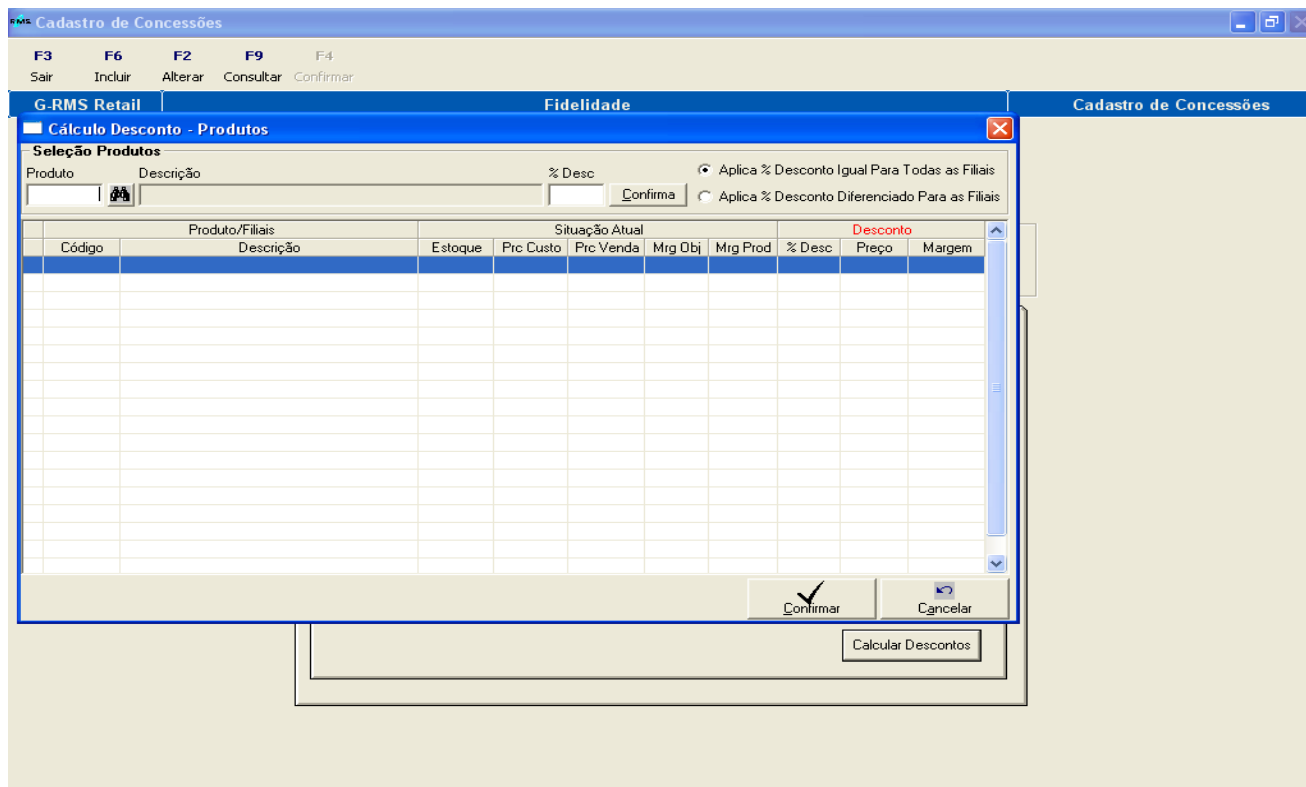 RMS Cadastro de Concessões
F3 F6 F2 F9 F4
Sair Incluir Alterar Consultar Confirmar
G-RMS Retail Fidelidade Cadastro de Concessões
Cálculo Desconto - Produtos
Seleção Produtos
Produto Descrição % Desc Aplica % Desconto Igual Para Todas as Filiais
Confirma Aplica % Desconto Diferenciado Para as Filiais
Produto/Filiais Situação Atual Desconto
Código Descrição Estoque Prc Custo Prc Venda Mrg Obj Mrg Prod % Desc Preço Margem
Confirmar Cancelar
Calcular Descontos